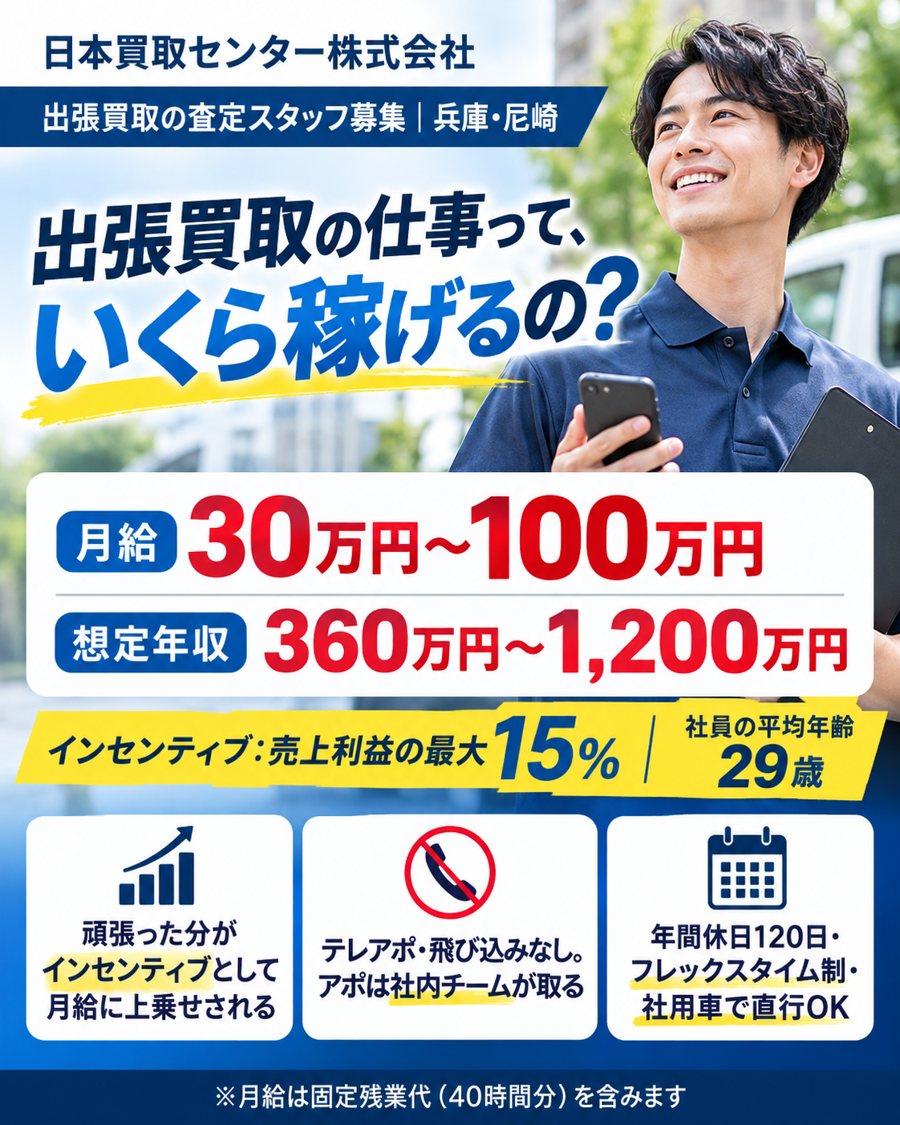 日本買取センター株式会社
出張買取の査定スタッフ募集｜兵庫・尼崎
出張買取の仕事って、
いくら稼げるの?
月給 30万円～100万円
想定年収 360万円～1,200万円
インセンティブ：売上利益の最大15%
社員の平均年齢
29歳
頑張った分が
インセンティブとして
月給に上乗せされる
テレアポ・飛び込みなし。
アポは社内チームが取る
年間休日120日・
フレックスタイム制・
社用車で直行OK
※月給は固定残業代（40時間分）を含みます